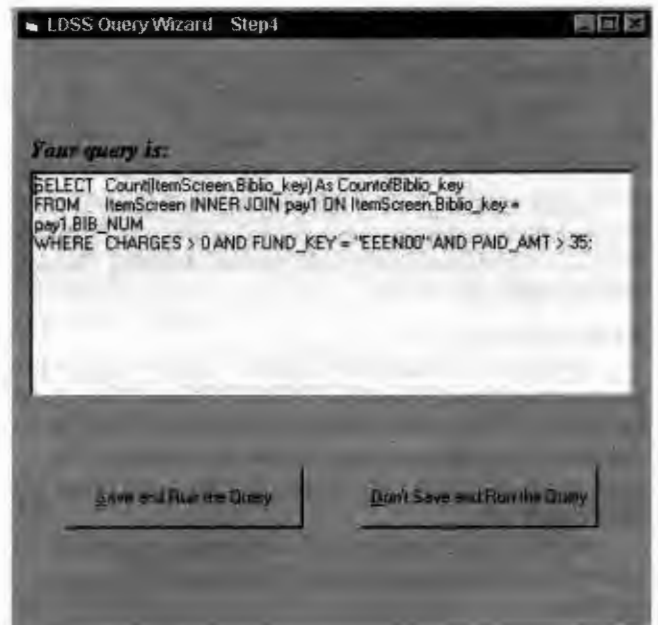 LDSS Query Wizard Step4
Your query is:
SELECT Count(ItemScreen.Biblio_key) As CountofBiblio_key
FROM ItemScreen INNER JOIN pay1 ON ItemScreen.Biblio_key =
pay1.BIB_NUM
WHERE CHARGES > 0 AND FUND_KEY = "EEEN00" AND PAID_AMT > 35;
Save and Run the Query
Don't Save and Run the Query